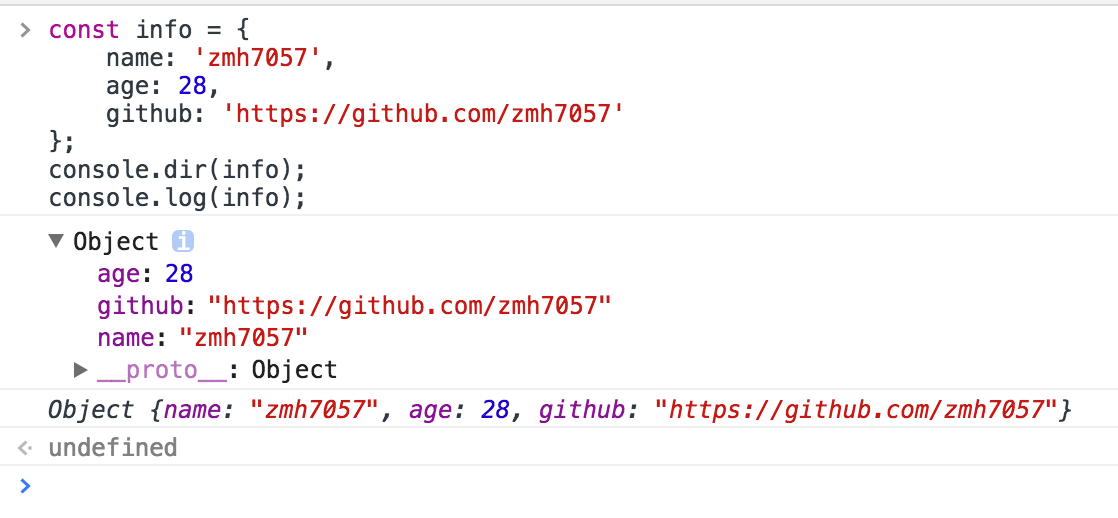 > const info = {
name: 'zmh7057',
age: 28,
github: 'https://github.com/zmh7057'
};
console.dir(info);
console.log(info);
▼ Object i
age: 28
github: "https://github.com/zmh7057"
name: "zmh7057"
▶ __proto__: Object
Object {name: "zmh7057", age: 28, github: "https://github.com/zmh7057"}
undefined
>